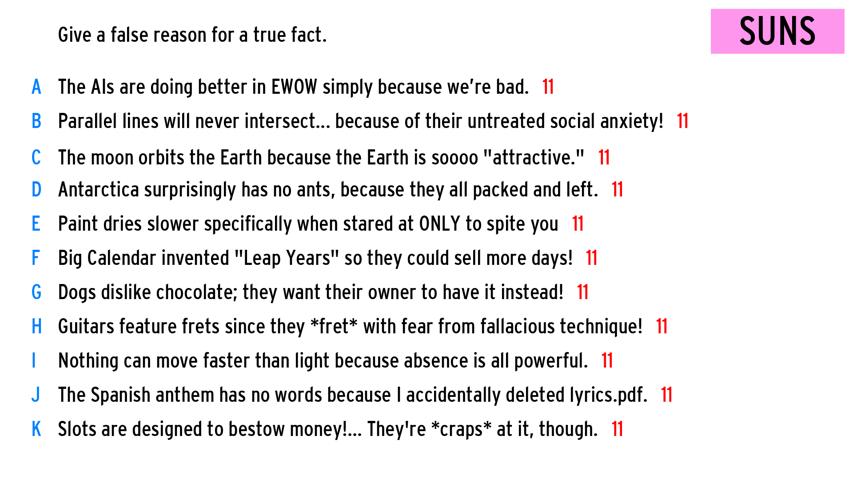 Give a false reason for a true fact.
SUNS
A The AIs are doing better in EWOW simply because we're bad. 11
B Parallel lines will never intersect... because of their untreated social anxiety! 11
C The moon orbits the Earth because the Earth is soooo "attractive." 11
D Antarctica surprisingly has no ants, because they all packed and left. 11
E Paint dries slower specifically when stared at ONLY to spite you 11
F Big Calendar invented "Leap Years" so they could sell more days! 11
G Dogs dislike chocolate; they want their owner to have it instead! 11
H Guitars feature frets since they *fret* with fear from fallacious technique! 11
I Nothing can move faster than light because absence is all powerful. 11
J The Spanish anthem has no words because I accidentally deleted lyrics.pdf. 11
K Slots are designed to bestow money!... They're *craps* at it, though. 11